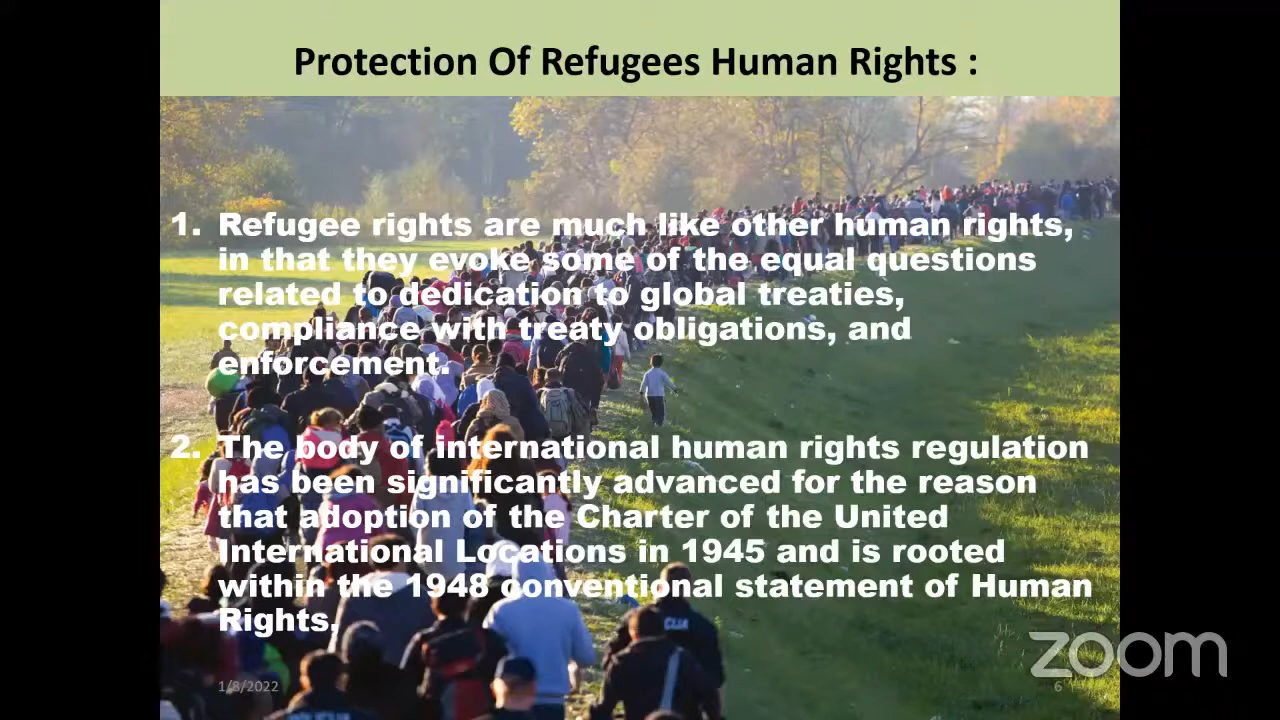 Protection Of Refugees Human Rights :
1. Refugee rights are much like other human rights,
in that they evoke some of the equal questions
related to dedication to global treaties,
compliance with treaty obligations, and
enforcement.
2. The body of international human rights regulation
has been significantly advanced for the reason
that adoption of the Charter of the United
International Locations in 1945 and is rooted
within the 1948 conventional statement of Human
Rights.
1/8/2022
6
zoom